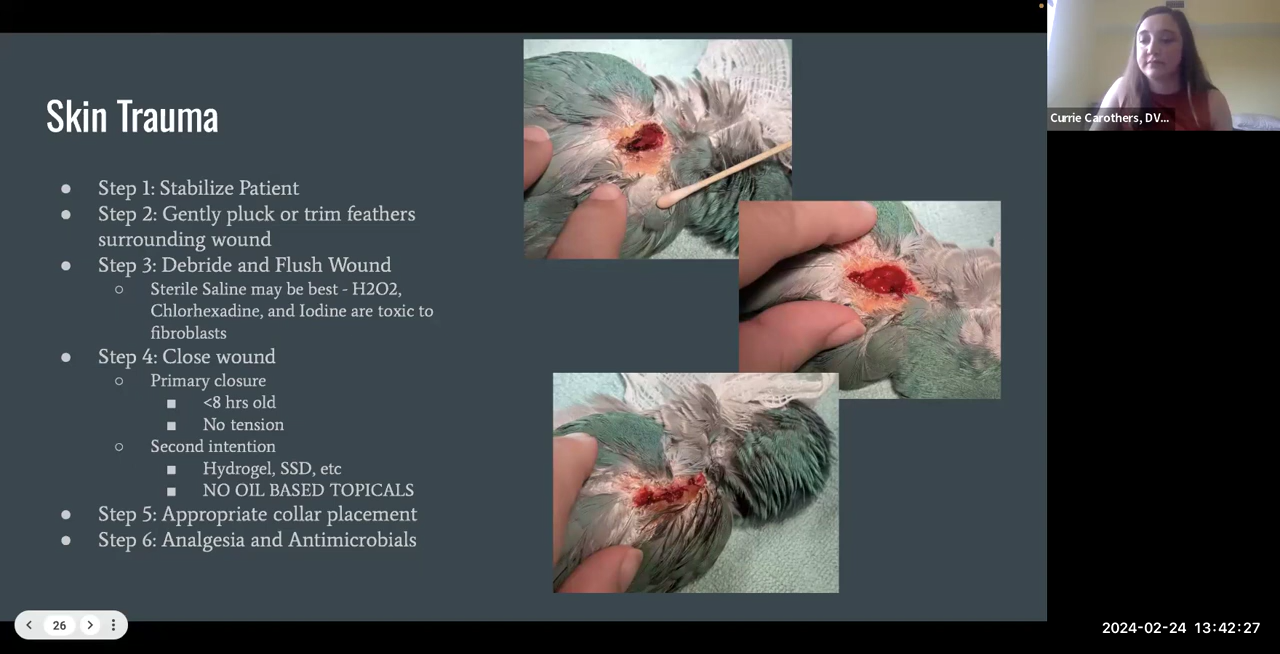 Skin Trauma
● Step 1: Stabilize Patient
● Step 2: Gently pluck or trim feathers
surrounding wound
● Step 3: Debride and Flush Wound
○ Sterile Saline may be best - H2O2,
Chlorhexadine, and Iodine are toxic to
fibroblasts
● Step 4: Close wound
○ Primary closure
■ <8 hrs old
■ No tension
○ Second intention
■ Hydrogel, SSD, etc
■ NO OIL BASED TOPICALS
● Step 5: Appropriate collar placement
● Step 6: Analgesia and Antimicrobials
Currie Carothers, DV...
26
2024-02-24 13:42:27